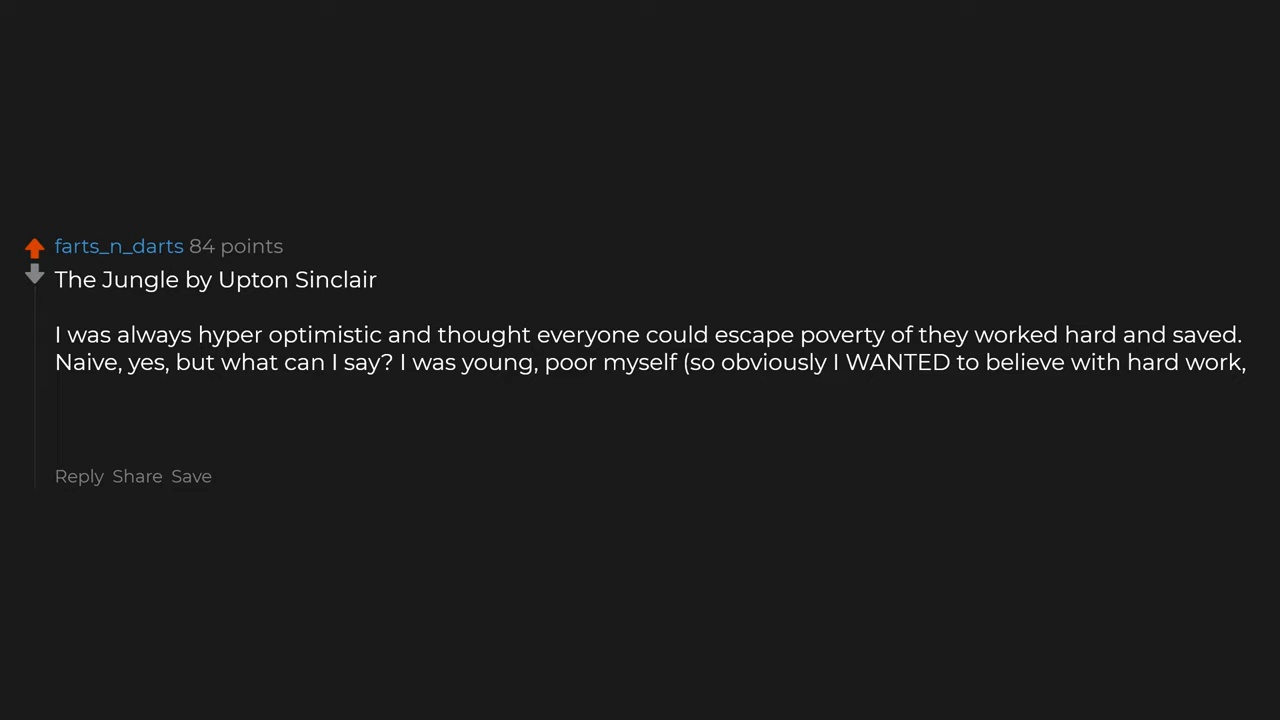 farts_n_darts 84 points
The Jungle by Upton Sinclair
I was always hyper optimistic and thought everyone could escape poverty of they worked hard and saved.
Naive, yes, but what can I say? I was young, poor myself (so obviously I WANTED to believe with hard work,
Reply Share Save